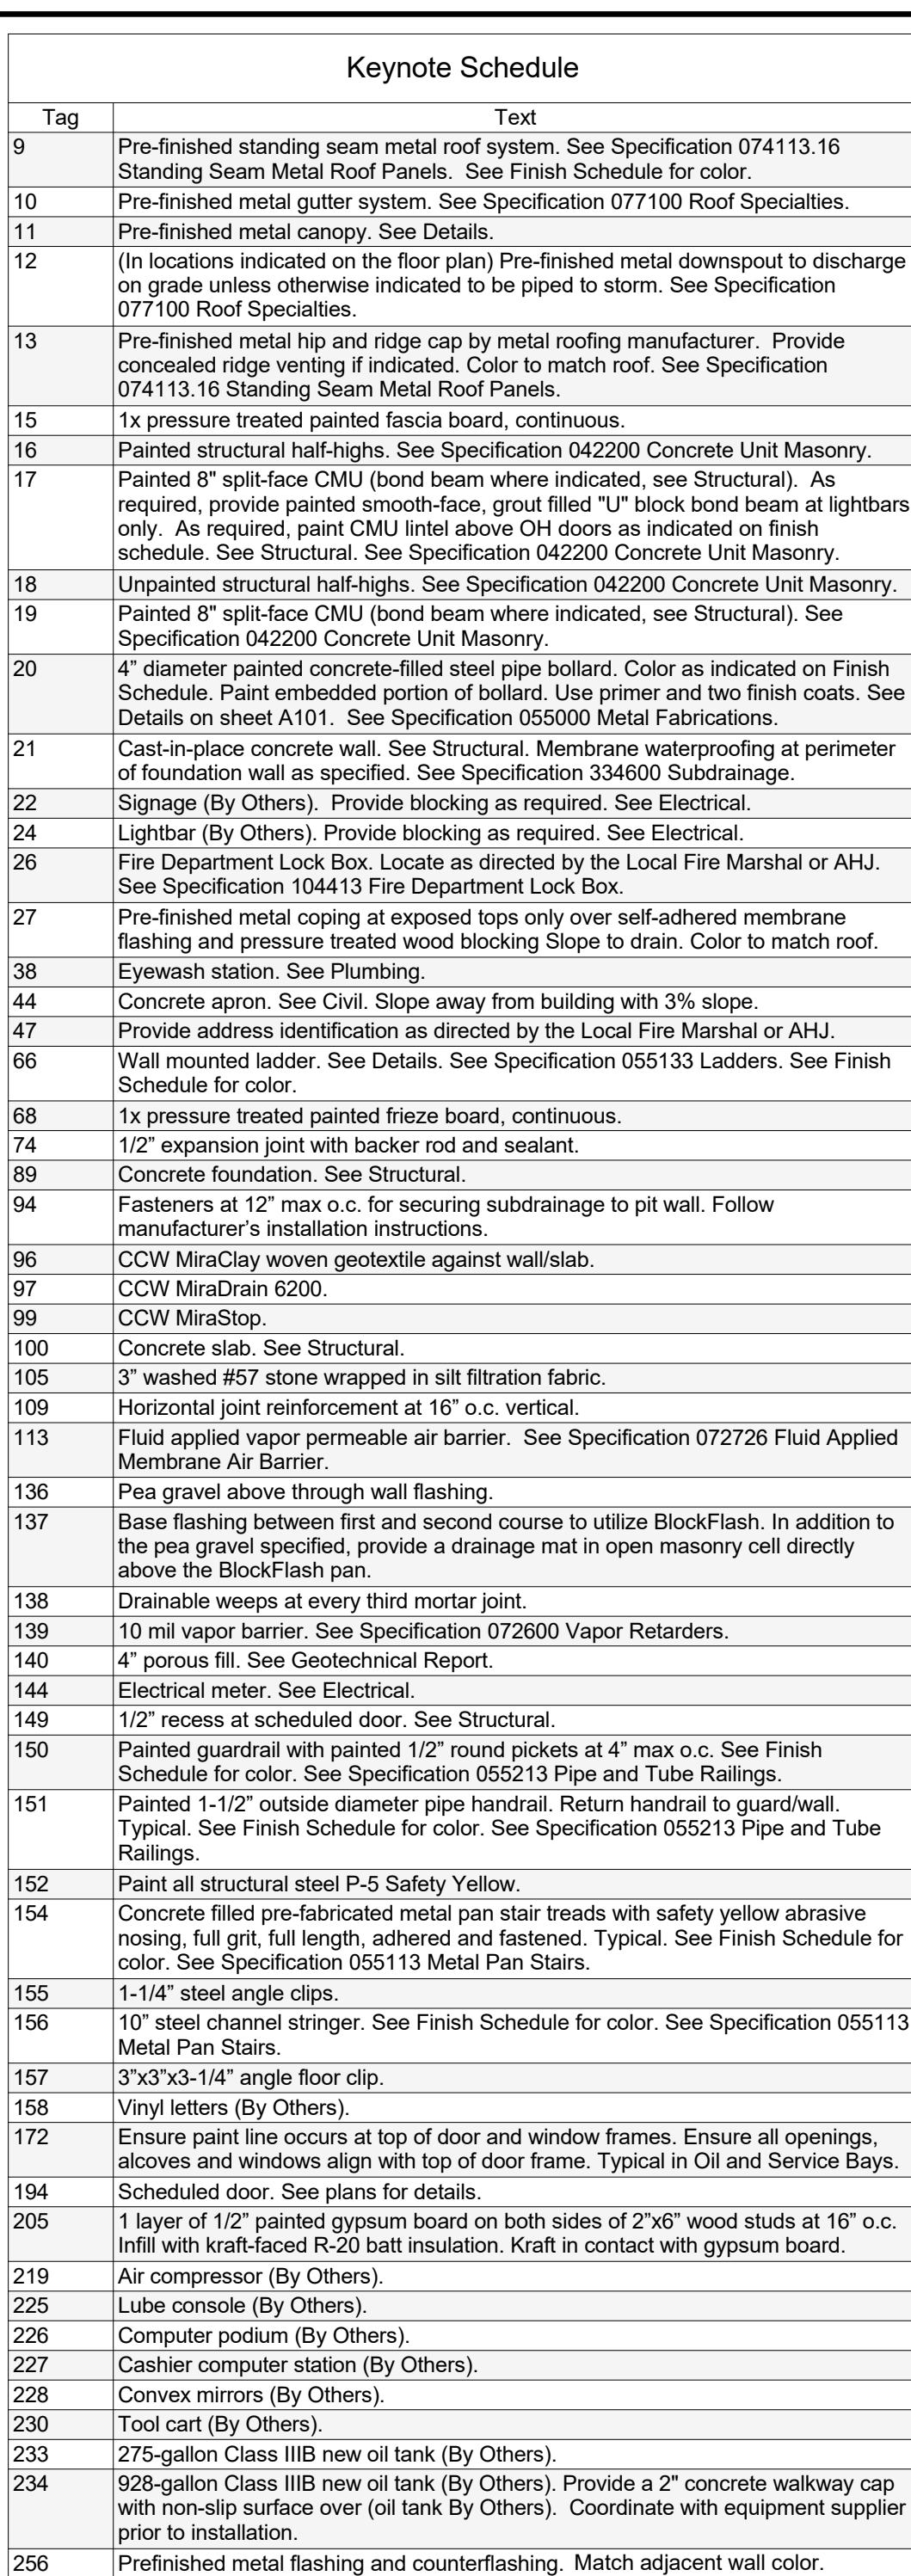 Keynote Schedule
Tag Text
9 Pre-finished standing seam metal roof system. See Specification 074113.16
Standing Seam Metal Roof Panels. See Finish Schedule for color.
10 Pre-finished metal gutter system. See Specification 077100 Roof Specialties.
11 Pre-finished metal canopy. See Details.
12 (In locations indicated on the floor plan) Pre-finished metal downspout to discharge
on grade unless otherwise indicated to be piped to storm. See Specification
077100 Roof Specialties.
13 Pre-finished metal hip and ridge cap by metal roofing manufacturer. Provide
concealed ridge venting if indicated. Color to match roof. See Specification
074113.16 Standing Seam Metal Roof Panels.
15 1x pressure treated painted fascia board, continuous.
16 Painted structural half-highs. See Specification 042200 Concrete Unit Masonry.
17 Painted 8" split-face CMU (bond beam where indicated, see Structural). As
required, provide painted smooth-face, grout filled "U" block bond beam at lightbars
only. As required, paint CMU lintel above OH doors as indicated on finish
schedule. See Structural. See Specification 042200 Concrete Unit Masonry.
18 Unpainted structural half-highs. See Specification 042200 Concrete Unit Masonry.
19 Painted 8" split-face CMU (bond beam where indicated, see Structural). See
Specification 042200 Concrete Unit Masonry.
20 4” diameter painted concrete-filled steel pipe bollard. Color as indicated on Finish
Schedule. Paint embedded portion of bollard. Use primer and two finish coats. See
Details on sheet A101. See Specification 055000 Metal Fabrications.
21 Cast-in-place concrete wall. See Structural. Membrane waterproofing at perimeter
of foundation wall as specified. See Specification 334600 Subdrainage.
22 Signage (By Others). Provide blocking as required. See Electrical.
24 Lightbar (By Others). Provide blocking as required. See Electrical.
26 Fire Department Lock Box. Locate as directed by the Local Fire Marshal or AHJ.
See Specification 104413 Fire Department Lock Box.
27 Pre-finished metal coping at exposed tops only over self-adhered membrane
flashing and pressure treated wood blocking Slope to drain. Color to match roof.
38 Eyewash station. See Plumbing.
44 Concrete apron. See Civil. Slope away from building with 3% slope.
47 Provide address identification as directed by the Local Fire Marshal or AHJ.
66 Wall mounted ladder. See Details. See Specification 055133 Ladders. See Finish
Schedule for color.
68 1x pressure treated painted frieze board, continuous.
74 1/2” expansion joint with backer rod and sealant.
89 Concrete foundation. See Structural.
94 Fasteners at 12” max o.c. for securing subdrainage to pit wall. Follow
manufacturer’s installation instructions.
96 CCW MiraClay woven geotextile against wall/slab.
97 CCW MiraDrain 6200.
99 CCW MiraStop.
100 Concrete slab. See Structural.
105 3” washed #57 stone wrapped in silt filtration fabric.
109 Horizontal joint reinforcement at 16” o.c. vertical.
113 Fluid applied vapor permeable air barrier. See Specification 072726 Fluid Applied
Membrane Air Barrier.
136 Pea gravel above through wall flashing.
137 Base flashing between first and second course to utilize BlockFlash. In addition to
the pea gravel specified, provide a drainage mat in open masonry cell directly
above the BlockFlash pan.
138 Drainable weeps at every third mortar joint.
139 10 mil vapor barrier. See Specification 072600 Vapor Retarders.
140 4” porous fill. See Geotechnical Report.
144 Electrical meter. See Electrical.
149 1/2” recess at scheduled door. See Structural.
150 Painted guardrail with painted 1/2” round pickets at 4” max o.c. See Finish
Schedule for color. See Specification 055213 Pipe and Tube Railings.
151 Painted 1-1/2” outside diameter pipe handrail. Return handrail to guard/wall.
Typical. See Finish Schedule for color. See Specification 055213 Pipe and Tube
Railings.
152 Paint all structural steel P-5 Safety Yellow.
154 Concrete filled pre-fabricated metal pan stair treads with safety yellow abrasive
nosing, full grit, full length, adhered and fastened. Typical. See Finish Schedule for
color. See Specification 055113 Metal Pan Stairs.
155 1-1/4” steel angle clips.
156 10” steel channel stringer. See Finish Schedule for color. See Specification 055113
Metal Pan Stairs.
157 3”x3”x3-1/4” angle floor clip.
158 Vinyl letters (By Others).
172 Ensure paint line occurs at top of door and window frames. Ensure all openings,
alcoves and windows align with top of door frame. Typical in Oil and Service Bays.
194 Scheduled door. See plans for details.
205 1 layer of 1/2” painted gypsum board on both sides of 2”x6” wood studs at 16” o.c.
Infill with kraft-faced R-20 batt insulation. Kraft in contact with gypsum board.
219 Air compressor (By Others).
225 Lube console (By Others).
226 Computer podium (By Others).
227 Cashier computer station (By Others).
228 Convex mirrors (By Others).
230 Tool cart (By Others).
233 275-gallon Class IIIB new oil tank (By Others).
234 928-gallon Class IIIB new oil tank (By Others). Provide a 2" concrete walkway cap
with non-slip surface over (oil tank By Others). Coordinate with equipment supplier
prior to installation.
256 Prefinished metal flashing and counterflashing. Match adjacent wall color.